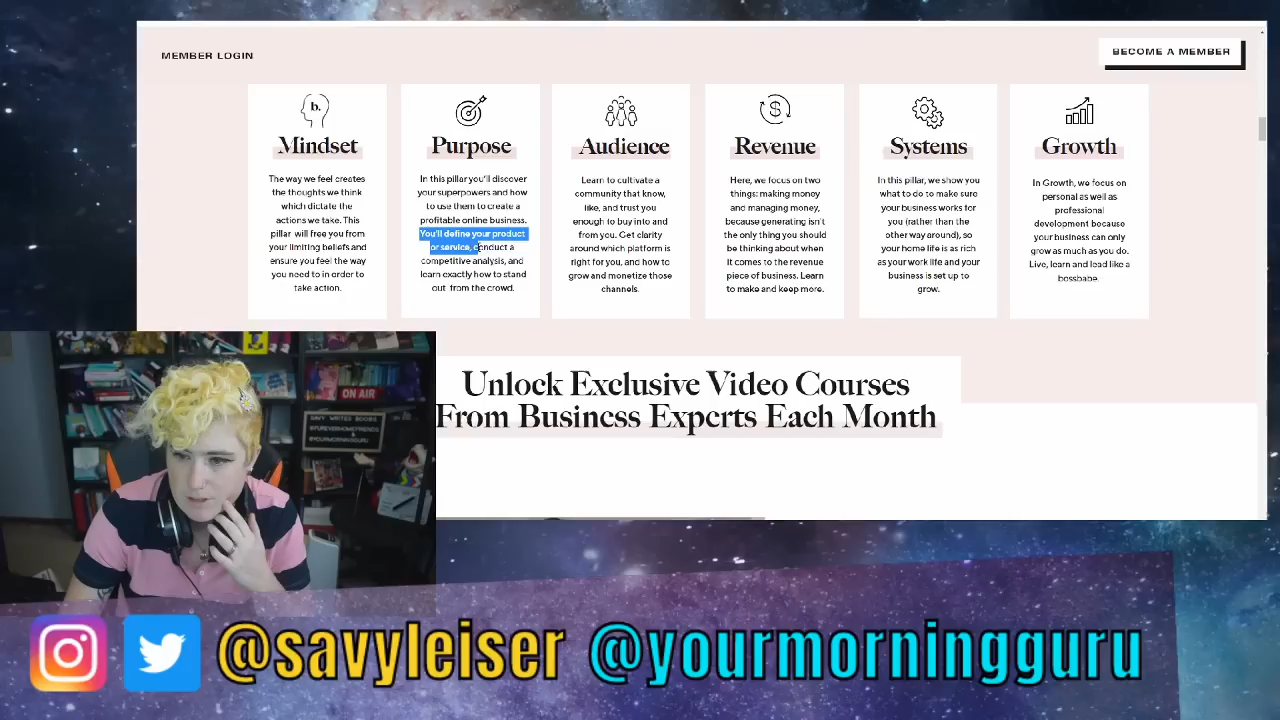 MEMBER LOGIN
BECOME A MEMBER
b.
Mindset
The way we feel creates
the thoughts we think
which dictate the
actions we take. This
pillar will free you from
your limiting beliefs and
ensure you feel the way
you need to in order to
take action.
Purpose
In this pillar you'll discover
your superpowers and how
to use them to create a
profitable online business.
You'll define your product
or service, conduct a
competitive analysis, and
learn exactly how to stand
out from the crowd.
Audience
Learn to cultivate a
community that know,
like, and trust you
enough to buy into and
from you. Get clarity
around which platform is
right for you, and how to
grow and monetize those
channels.
$
Revenue
Here, we focus on two
things: making money
and managing money,
because generating isn't
the only thing you should
be thinking about when
it comes to the revenue
piece of business. Learn
to make and keep more.
Systems
In this pillar, we show you
what to do to make sure
your business works for
you (rather than the
other way around), so
your home life is as rich
as your work life and your
business is set up to
grow.
Growth
In Growth, we focus on
personal as well as
professional
development because
your business can only
grow as much as you do.
Live, learn and lead like a
bossbabe.
Unlock Exclusive Video Courses
From Business Experts Each Month
ON AIR
SAVY WRITES BOOKS
@FUREVERHOMEFRIENDS
&
@YOURMORNINGGURU
@savyleiser @yourmorningguru